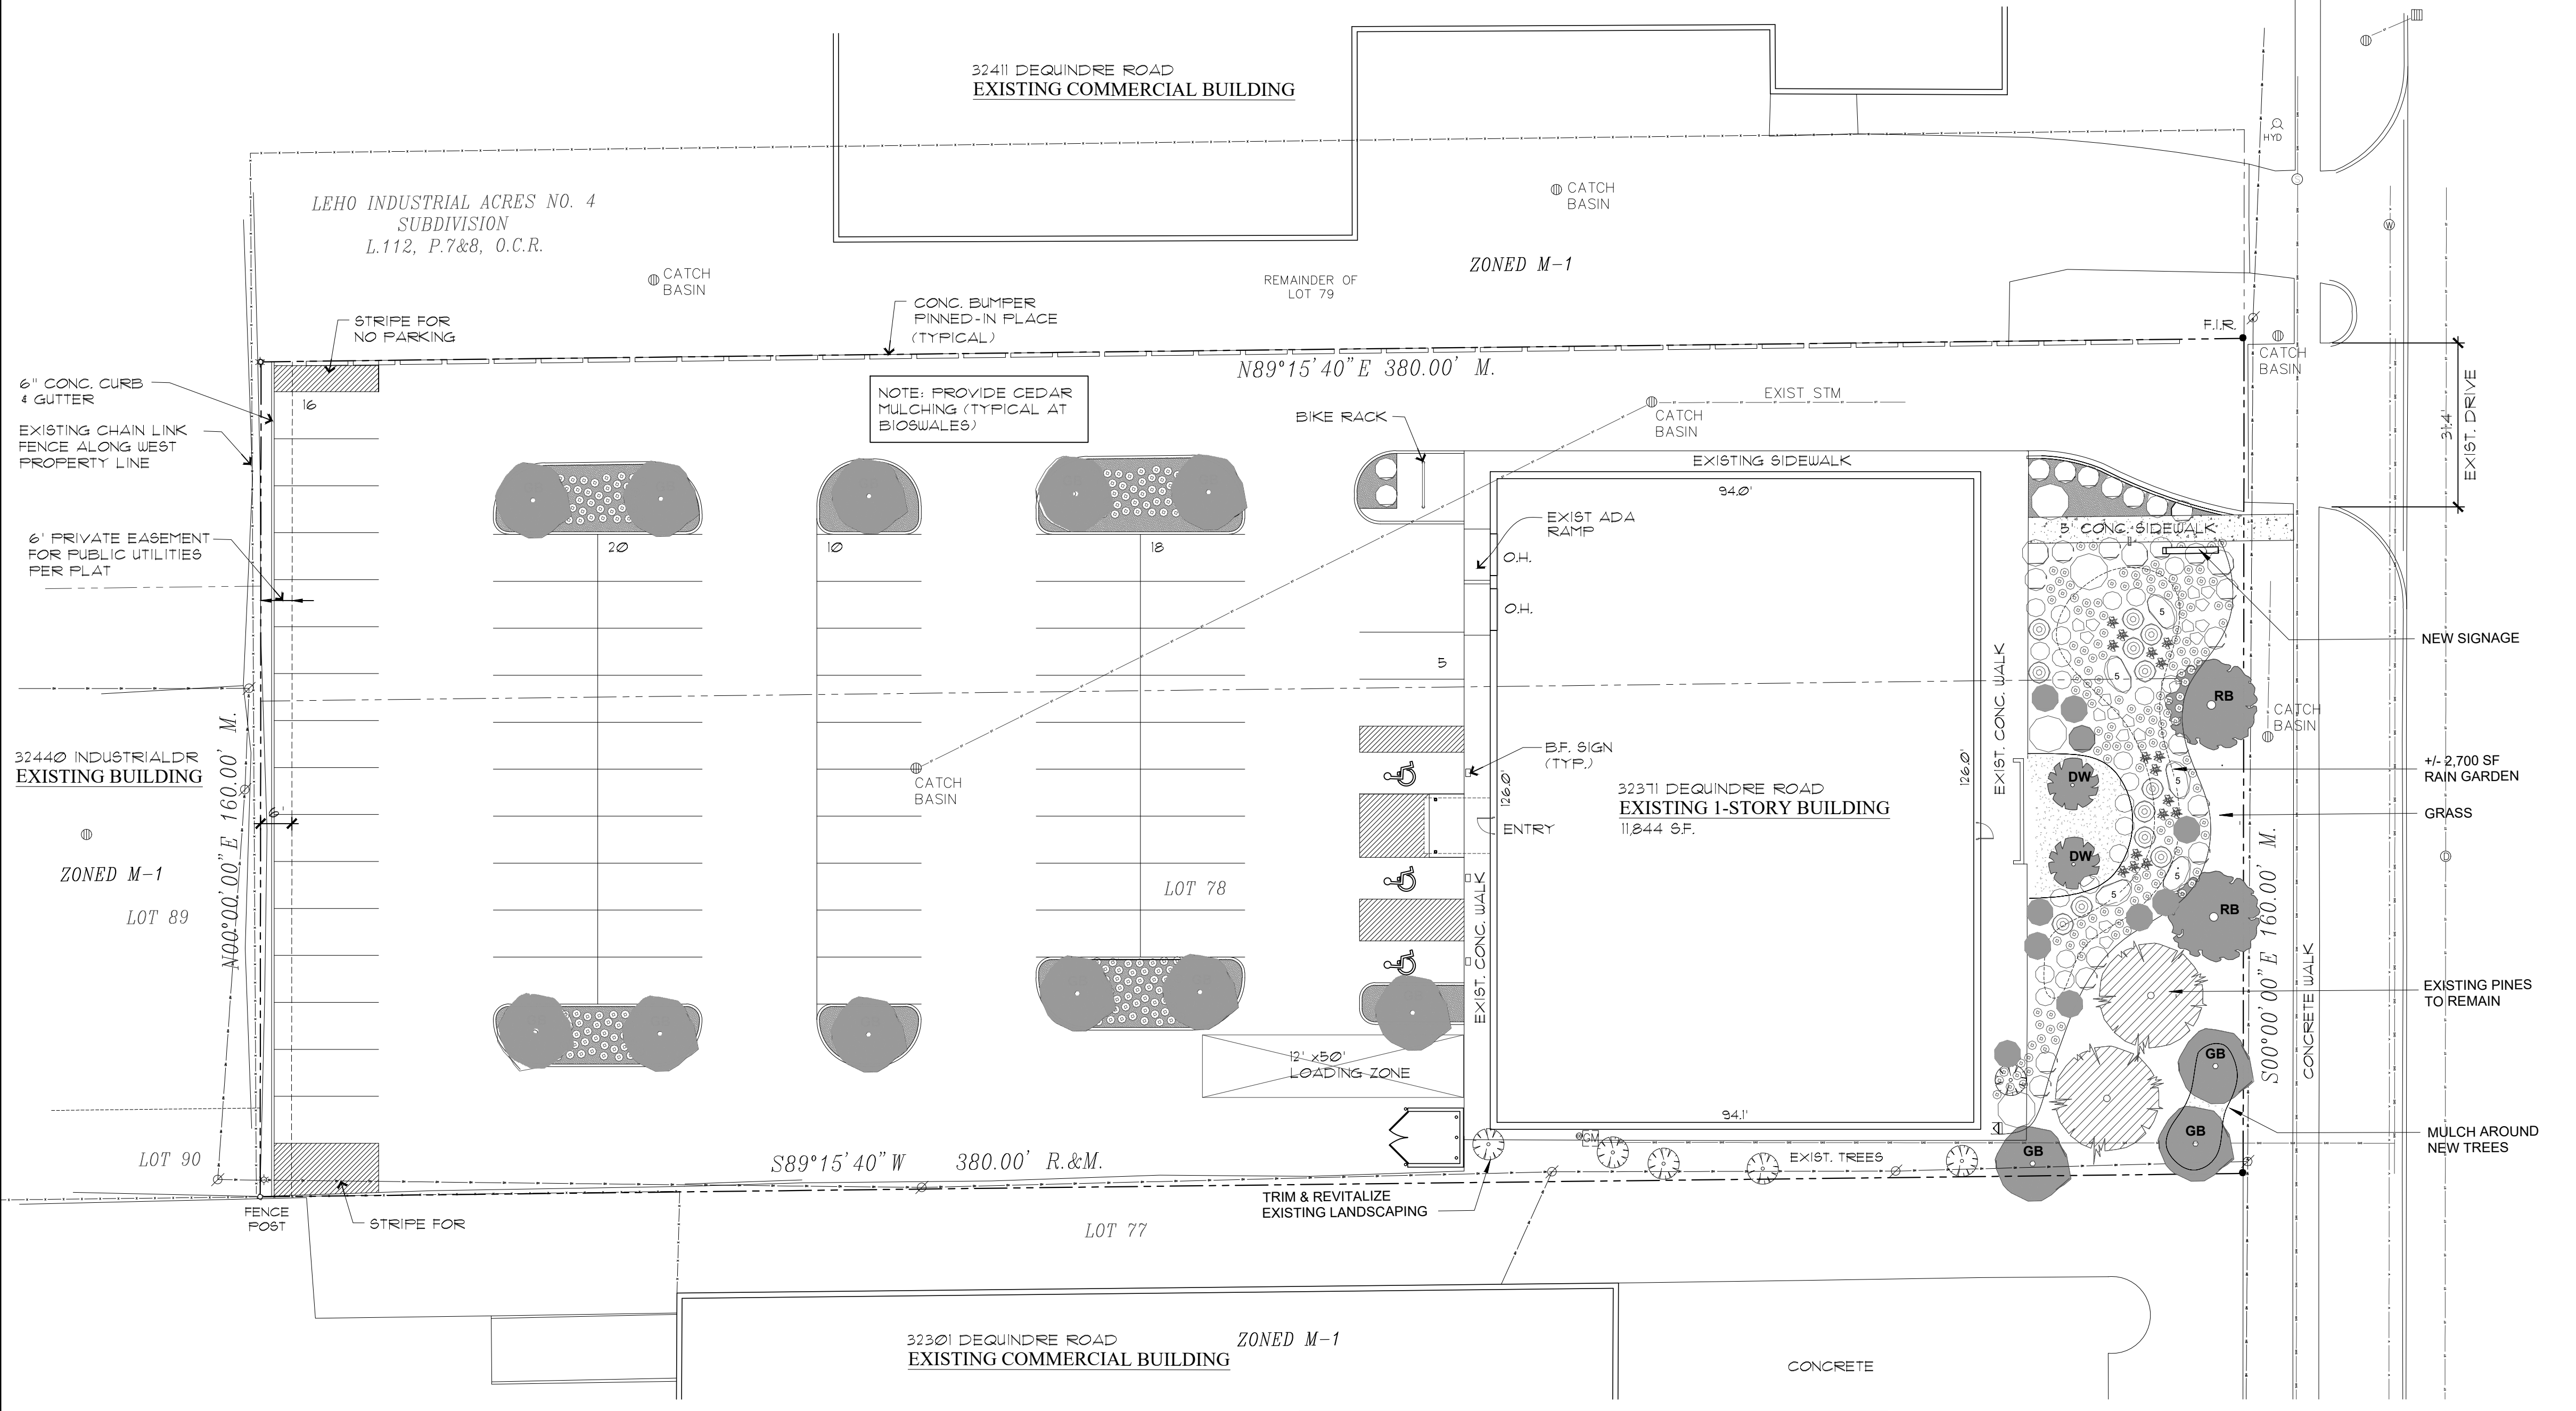 32411 DEQUINDRE ROAD
EXISTING COMMERCIAL BUILDING
HYD
CATCH
BASIN
LEHO INDUSTRIAL ACRES NO. 4
SUBDIVISION
L.112, P.7&8, O.C.R.
S
W
ZONED M-1
CATCH
BASIN
REMAINDER OF
LOT 79
CONC. BUMPER
PINNED-IN PLACE
(TYPICAL)
STRIPE FOR
NO PARKING
F.I.R.
CATCH
BASIN
N89°15'40"E 380.00' M.
6" CONC. CURB
& GUTTER
16
NOTE: PROVIDE CEDAR
MULCHING (TYPICAL AT
BIOSWALES)
EXIST STM
CATCH
BASIN
BIKE RACK
31.4'
EXIST. DRIVE
EXISTING CHAIN LINK
FENCE ALONG WEST
PROPERTY LINE
EXISTING SIDEWALK
94.0'
EXIST ADA
RAMP
5' CONC. SIDEWALK
6' PRIVATE EASEMENT
FOR PUBLIC UTILITIES
PER PLAT
20
10
18
O.H.
O.H.
5
NEW SIGNAGE
5
5
RB
EXIST. CONC. WALK
CATCH
BASIN
N00°00'00"E 160.00' M.
32440 INDUSTRIALDR
EXISTING BUILDING
B.F. SIGN
(TYP.)
126.0'
126.0'
32371 DEQUINDRE ROAD
EXISTING 1-STORY BUILDING
11,844 S.F.
ENTRY
CATCH
BASIN
DW
5
+/- 2,700 SF
RAIN GARDEN
GRASS
6'
ZONED M-1
DW
5
5
D
LOT 78
LOT 89
EXIST. CONC. WALK
RB
S00°00'00"E 160.00' M.
CONCRETE WALK
EXISTING PINES
TO REMAIN
12' x50'
LOADING ZONE
GB
94.1'
GB
MULCH AROUND
NEW TREES
GM
GB
EXIST. TREES
LOT 90
S89°15'40"W 380.00' R.&M.
TRIM & REVITALIZE
EXISTING LANDSCAPING
FENCE
POST
STRIPE FOR
LOT 77
32301 DEQUINDRE ROAD
EXISTING COMMERCIAL BUILDING
ZONED M-1
CONCRETE